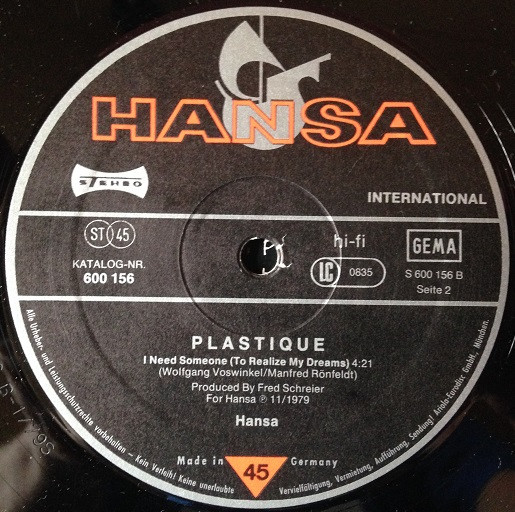 HANSA
STEREO
INTERNATIONAL
ST 45
KATALOG-NR.
600 156
hi-fi
LC 0835
GEMA
S 600 156 B
Seite 2
PLASTIQUE
I Need Someone (To Realize My Dreams) 4:21
(Wolfgang Voswinkel/Manfred Rönfeldt)
Produced By Fred Schreier
For Hansa ℗ 11/1979
Hansa
Made in Germany
45
Alle Urheber- und Leistungsschutzrechte vorbehalten – Kein Verleih! Keine unerlaubte Vervielfältigung, Vermietung, Aufführung, Sendung! Ariola-Eurodisc GmbH, München.